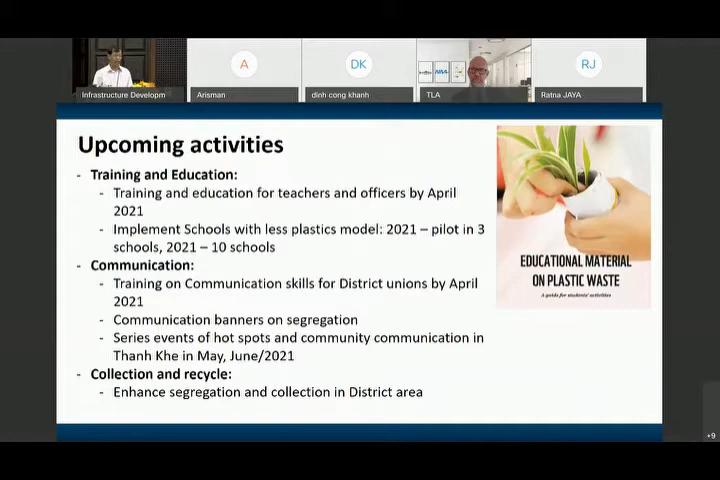 A
DK
RJ
Infrastructure Developm
Arisman
dinh cong khanh
TLA
Ratna JAYA
Upcoming activities
- Training and Education:
- Training and education for teachers and officers by April
2021
- Implement Schools with less plastics model: 2021 – pilot in 3
schools, 2021 – 10 schools
- Communication:
- Training on Communication skills for District unions by April
2021
- Communication banners on segregation
- Series events of hot spots and community communication in
Thanh Khe in May, June/2021
- Collection and recycle:
- Enhance segregation and collection in District area
EDUCATIONAL MATERIAL
ON PLASTIC WASTE
A guide for students' activities
+9